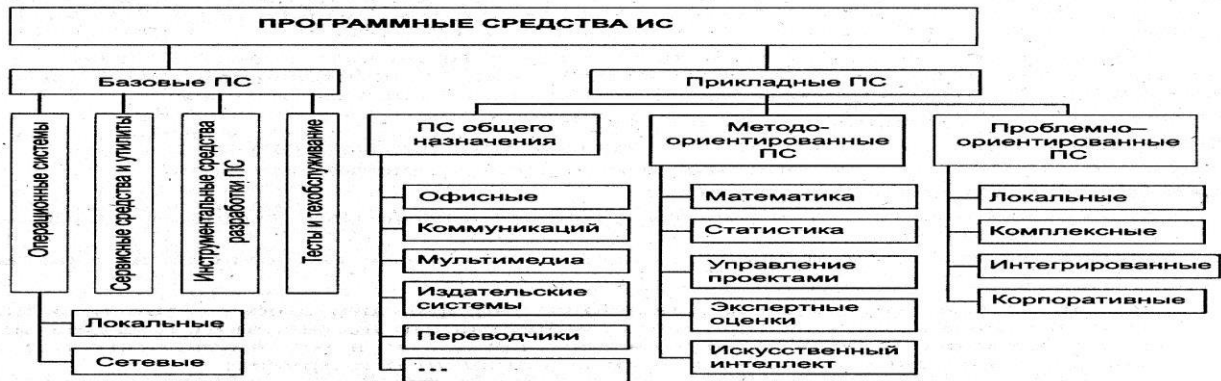 ПРОГРАММНЫЕ СРЕДСТВА ИС
Базовые ПС
Прикладные ПС
Операционные системы
Сервисные средства и утилиты
Инструментальные средства
разработки ПС
Тесты и техобслуживание
Локальные
Сетевые
ПС общего
назначения
Офисные
Коммуникаций
Мультимедиа
Издательские
системы
Переводчики
...
Методо-
ориентированные
ПС
Математика
Статистика
Управление
проектами
Экспертные
оценки
Искусственный
интеллект
Проблемно–
ориентированные
ПС
Локальные
Комплексные
Интегрированные
Корпоративные